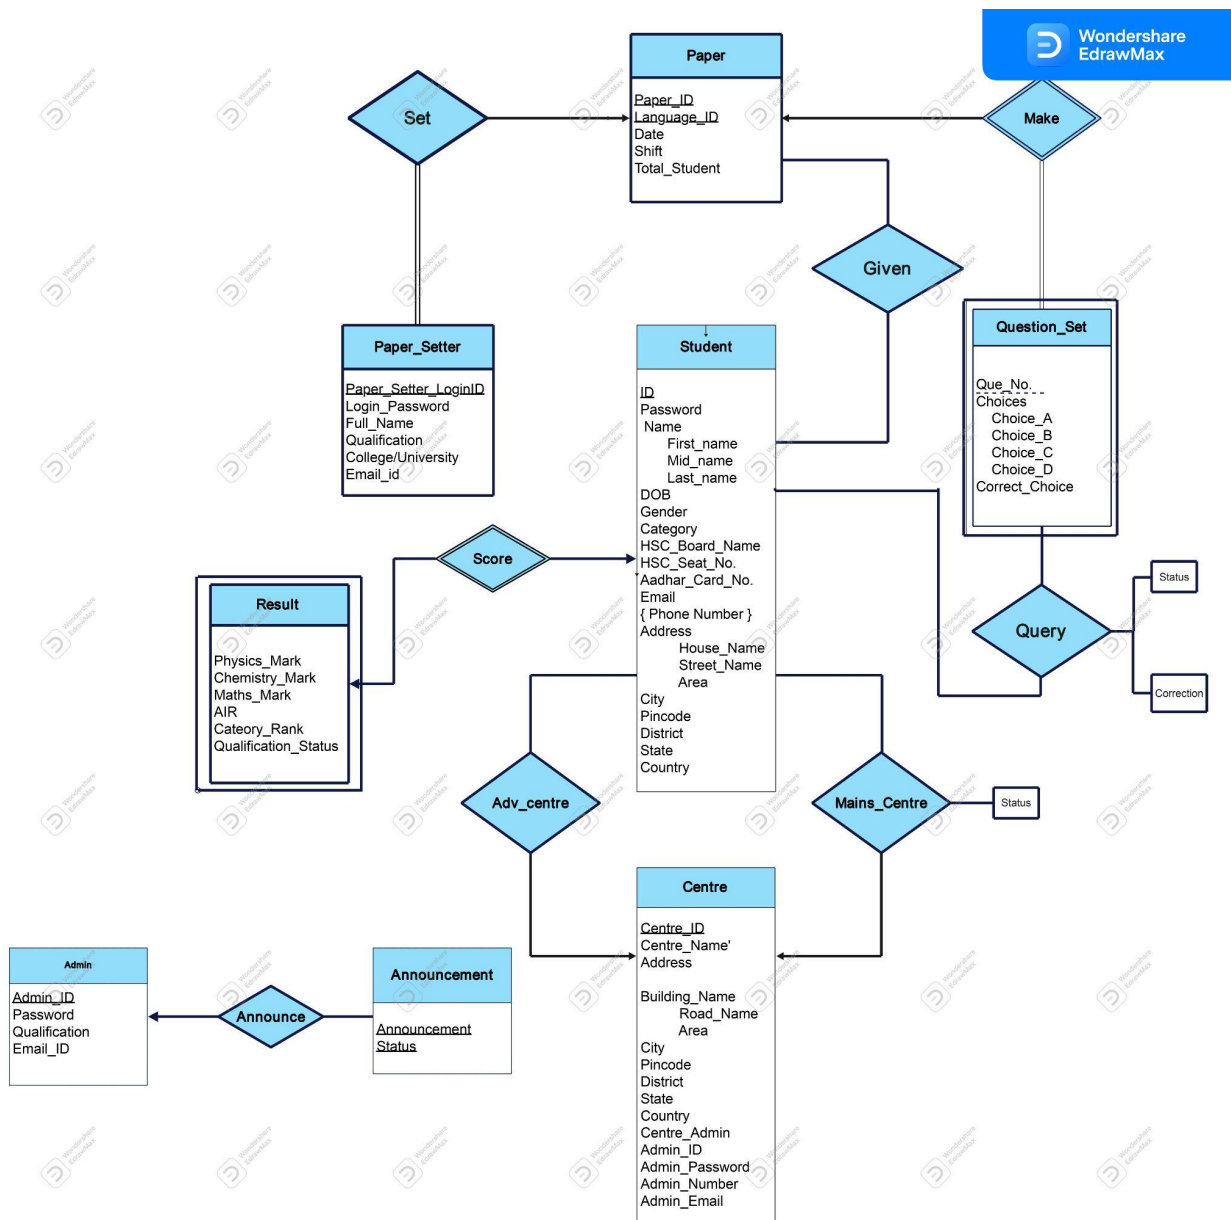 Wondershare
EdrawMax
Paper
Paper_ID
Language_ID
Date
Shift
Total_Student
Set
Make
Given
Paper_Setter
Paper_Setter_LoginID
Login_Password
Full_Name
Qualification
College/University
Email_id
Student
ID
Password
Name
First_name
Mid_name
Last_name
DOB
Gender
Category
HSC_Board_Name
HSC_Seat_No.
Aadhar_Card_No.
Email
{ Phone Number }
Address
House_Name
Street_Name
Area
City
Pincode
District
State
Country
Question_Set
Que_No.
Choices
Choice_A
Choice_B
Choice_C
Choice_D
Correct_Choice
Score
Result
Physics_Mark
Chemistry_Mark
Maths_Mark
AIR
Cateory_Rank
Qualification_Status
Query
Status
Correction
Adv_centre
Mains_Centre
Status
Centre
Centre_ID
Centre_Name'
Address
Building_Name
Road_Name
Area
City
Pincode
District
State
Country
Centre_Admin
Admin_ID
Admin_Password
Admin_Number
Admin_Email
Admin
Admin_ID
Password
Qualification
Email_ID
Announce
Announcement
Announcement
Status